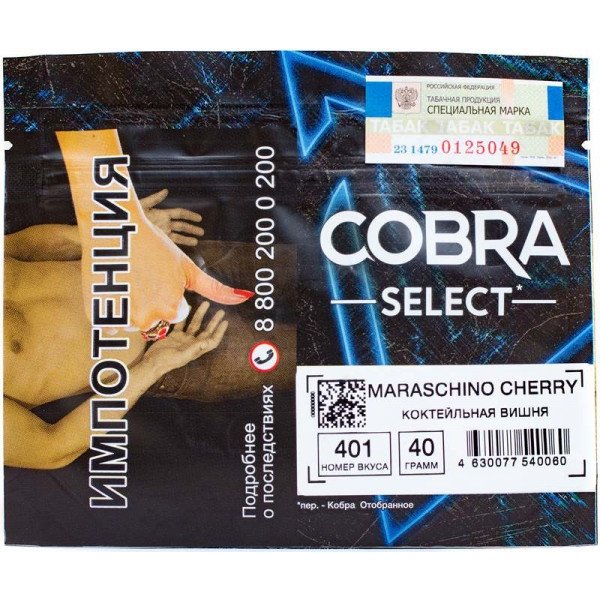 РОССИЙСКАЯ ФЕДЕРАЦИЯ
ТАБАЧНАЯ ПРОДУКЦИЯ
СПЕЦИАЛЬНАЯ МАРКА
ТАБАК ТАБАК ТАБАК
23 1479 0125049
ИМПОТЕНЦИЯ
Подробнее
о последствиях
8 800 200 0 200
COBRA
SELECT*
MARASCHINO CHERRY
КОКТЕЙЛЬНАЯ ВИШНЯ
401
НОМЕР ВКУСА
40
ГРАММ
4 630077 540060
*пер. - Кобра Отобранное